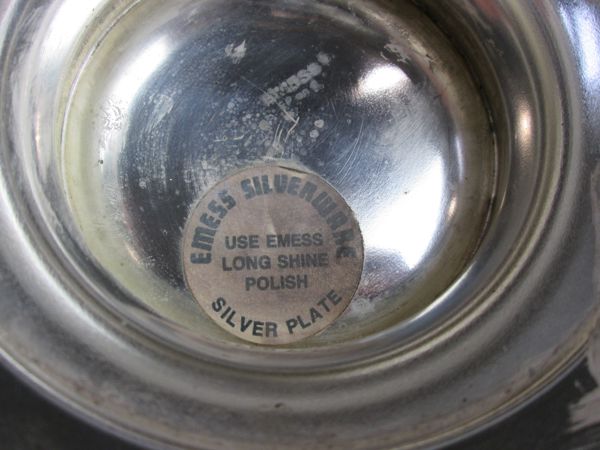 EMESS SILVERWARE
USE EMESS
LONG SHINE
POLISH
SILVER PLATE